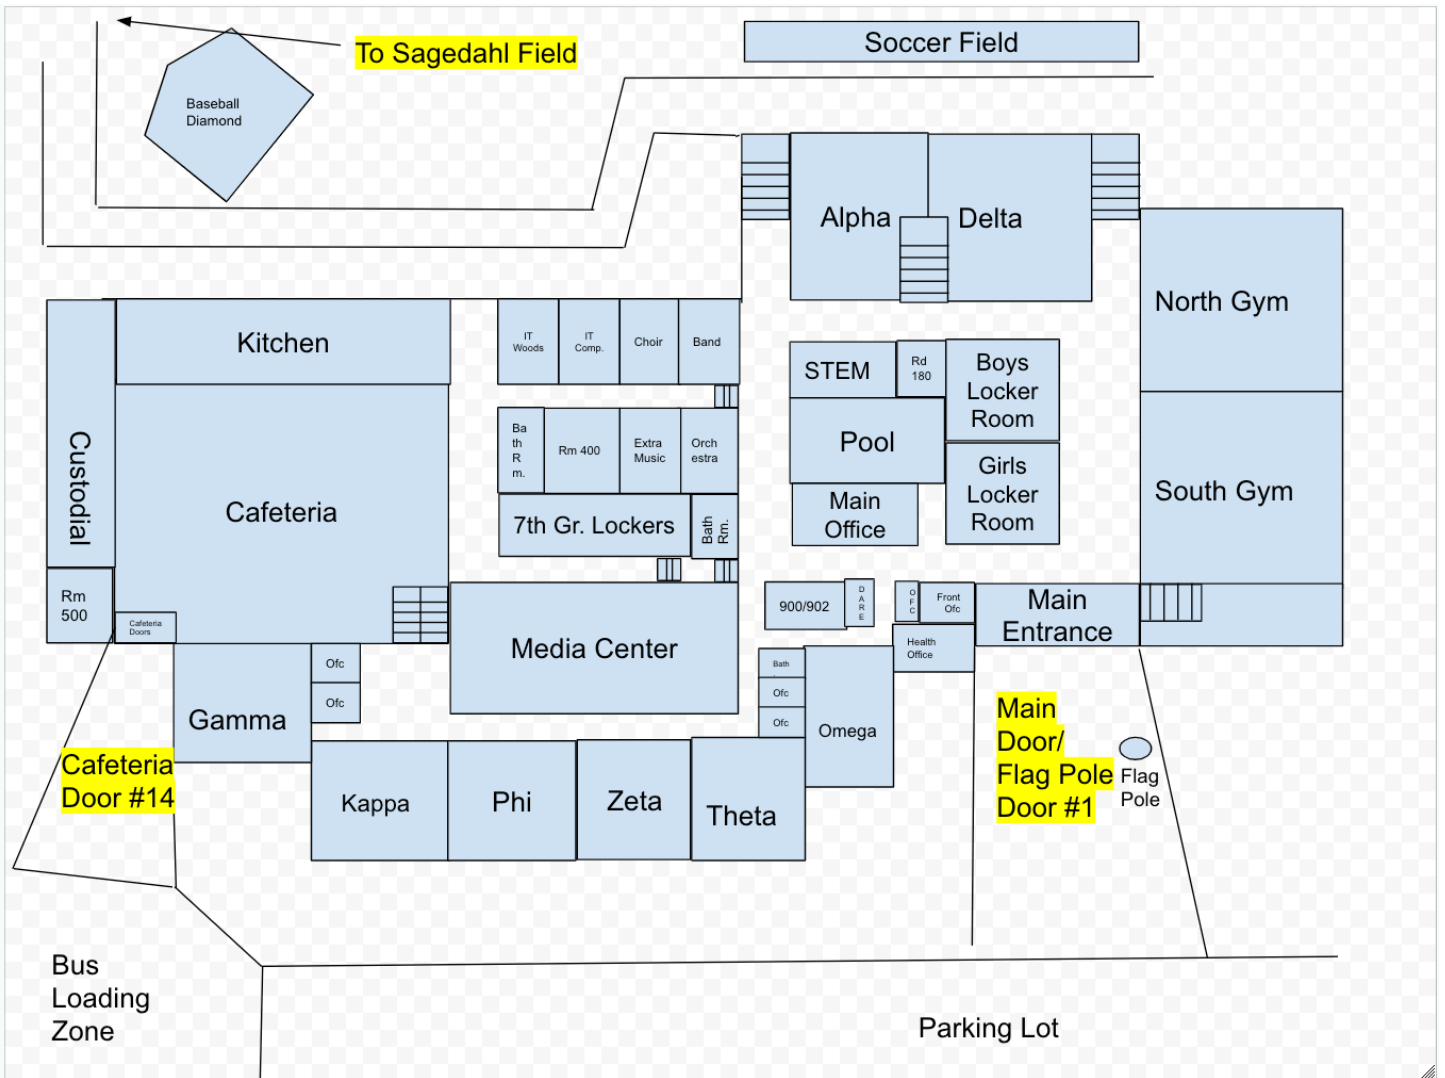 To Sagedahl Field
Soccer Field
Baseball
Diamond
Alpha
Delta
North Gym
Kitchen
IT
Woods
IT
Comp.
Choir
Band
STEM
Rd
180
Boys
Locker
Room
Custodial
Cafeteria
Ba
th
R
m.
Rm 400
Extra
Music
Orch
estra
Pool
Girls
Locker
Room
South Gym
7th Gr. Lockers
Bath
Rm.
Main
Office
Rm
500
Cafeteria
Doors
900/902
D
A
R
E
O
F
C
Front
Ofc
Main
Entrance
Media Center
Health
Office
Ofc
Ofc
Gamma
Bath
Ofc
Ofc
Omega
Cafeteria
Door #14
Kappa
Phi
Zeta
Theta
Main
Door/
Flag Pole
Door #1
Flag
Pole
Bus
Loading
Zone
Parking Lot